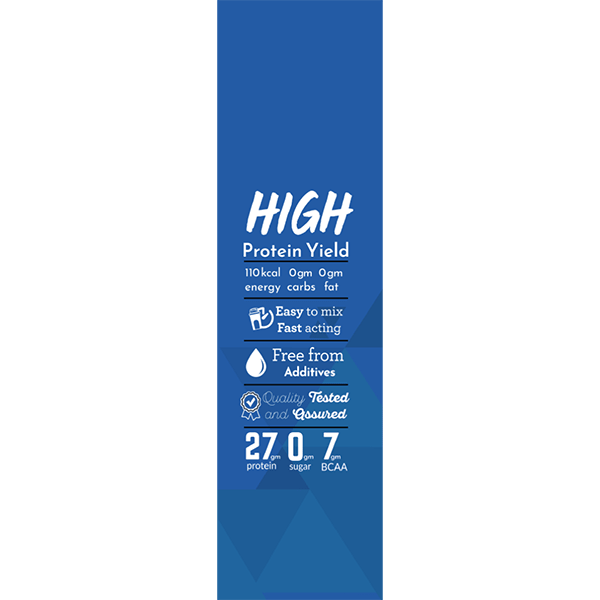 HIGH
Protein Yield
110kcal 0gm 0gm
energy carbs fat
Easy to mix
Fast acting
Free from
Additives
Quality Tested
and Assured
27gm 0gm 7gm
protein sugar BCAA